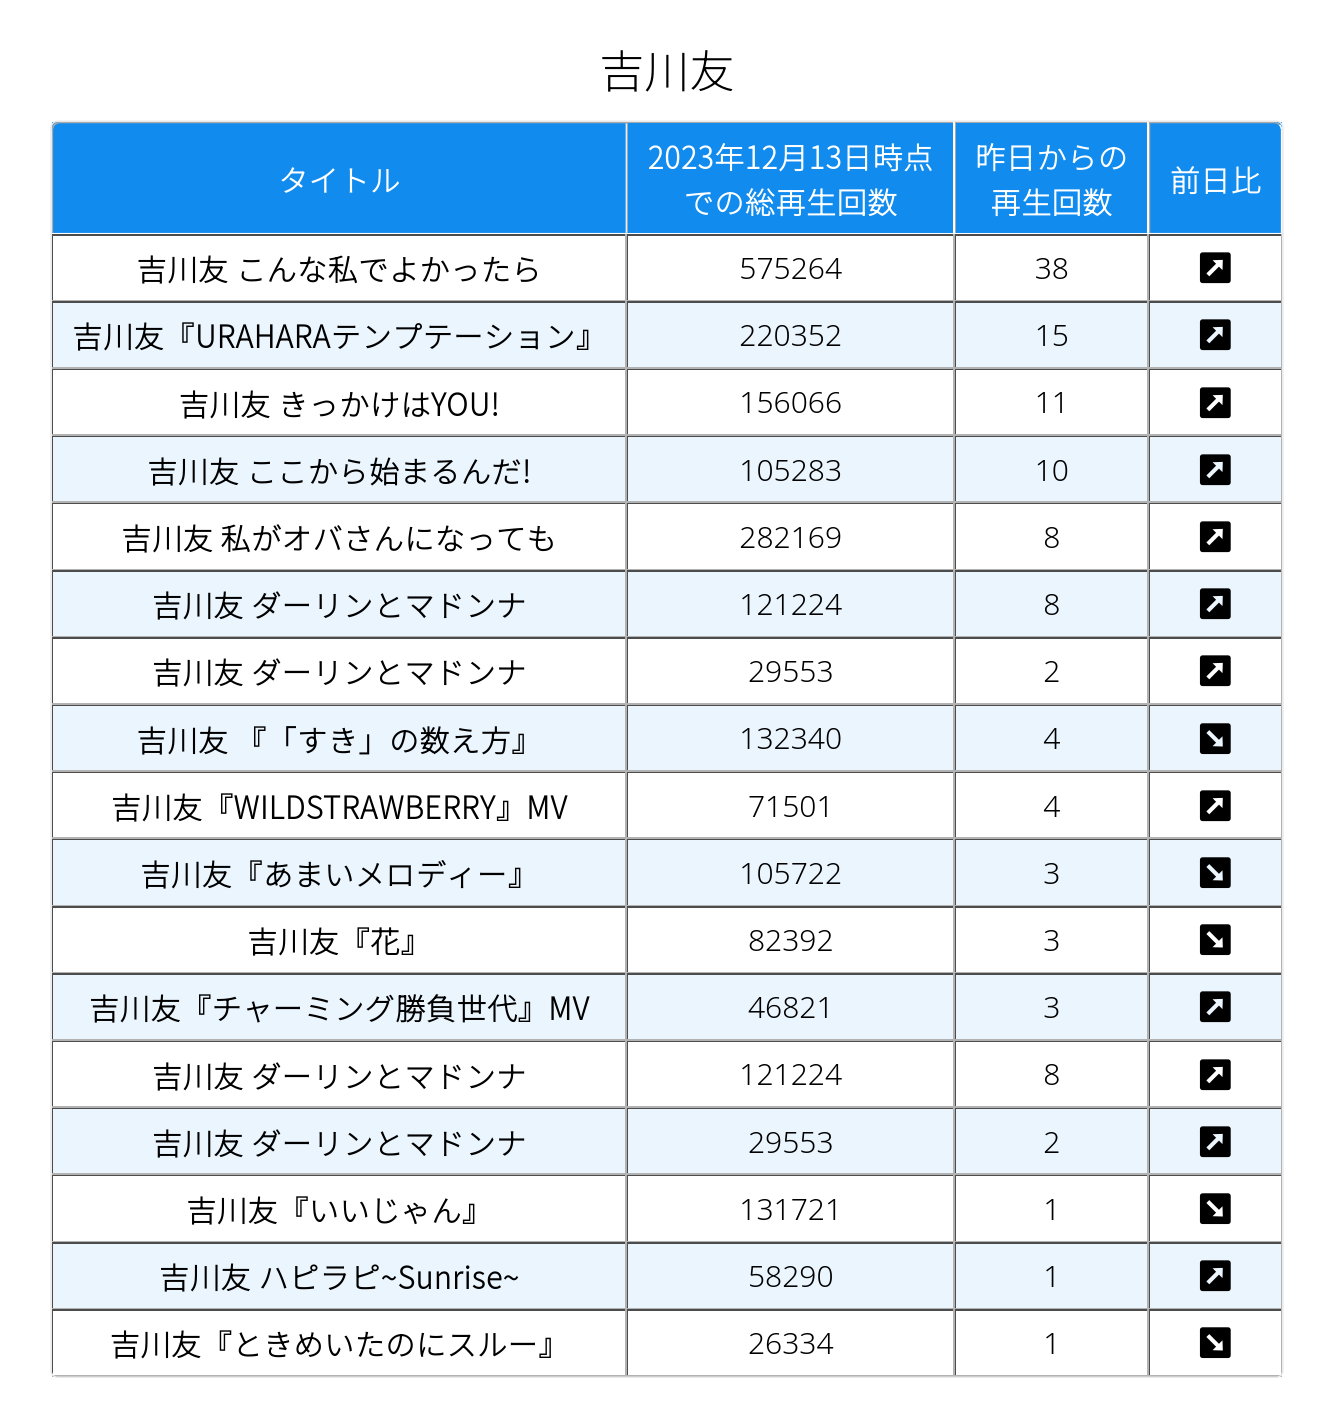 吉川友
タイトル 2023年12月13日時点 での総再生回数 昨日からの 再生回数 前日比
吉川友 こんな私でよかったら 575264 38 ↗
吉川友『URAHARAテンプテーション』 220352 15 ↗
吉川友 きっかけはYOU! 156066 11 ↗
吉川友 ここから始まるんだ! 105283 10 ↗
吉川友 私がオバさんになっても 282169 8 ↗
吉川友 ダーリンとマドンナ 121224 8 ↗
吉川友 ダーリンとマドンナ 29553 2 ↗
吉川友 『「すき」の数え方』 132340 4 ↘
吉川友『WILDSTRAWBERRY』MV 71501 4 ↗
吉川友『あまいメロディー』 105722 3 ↘
吉川友『花』 82392 3 ↘
吉川友『チャーミング勝負世代』MV 46821 3 ↗
吉川友 ダーリンとマドンナ 121224 8 ↗
吉川友 ダーリンとマドンナ 29553 2 ↗
吉川友『いいじゃん』 131721 1 ↘
吉川友 ハピラピ~Sunrise~ 58290 1 ↗
吉川友『ときめいたのにスルー』 26334 1 ↘